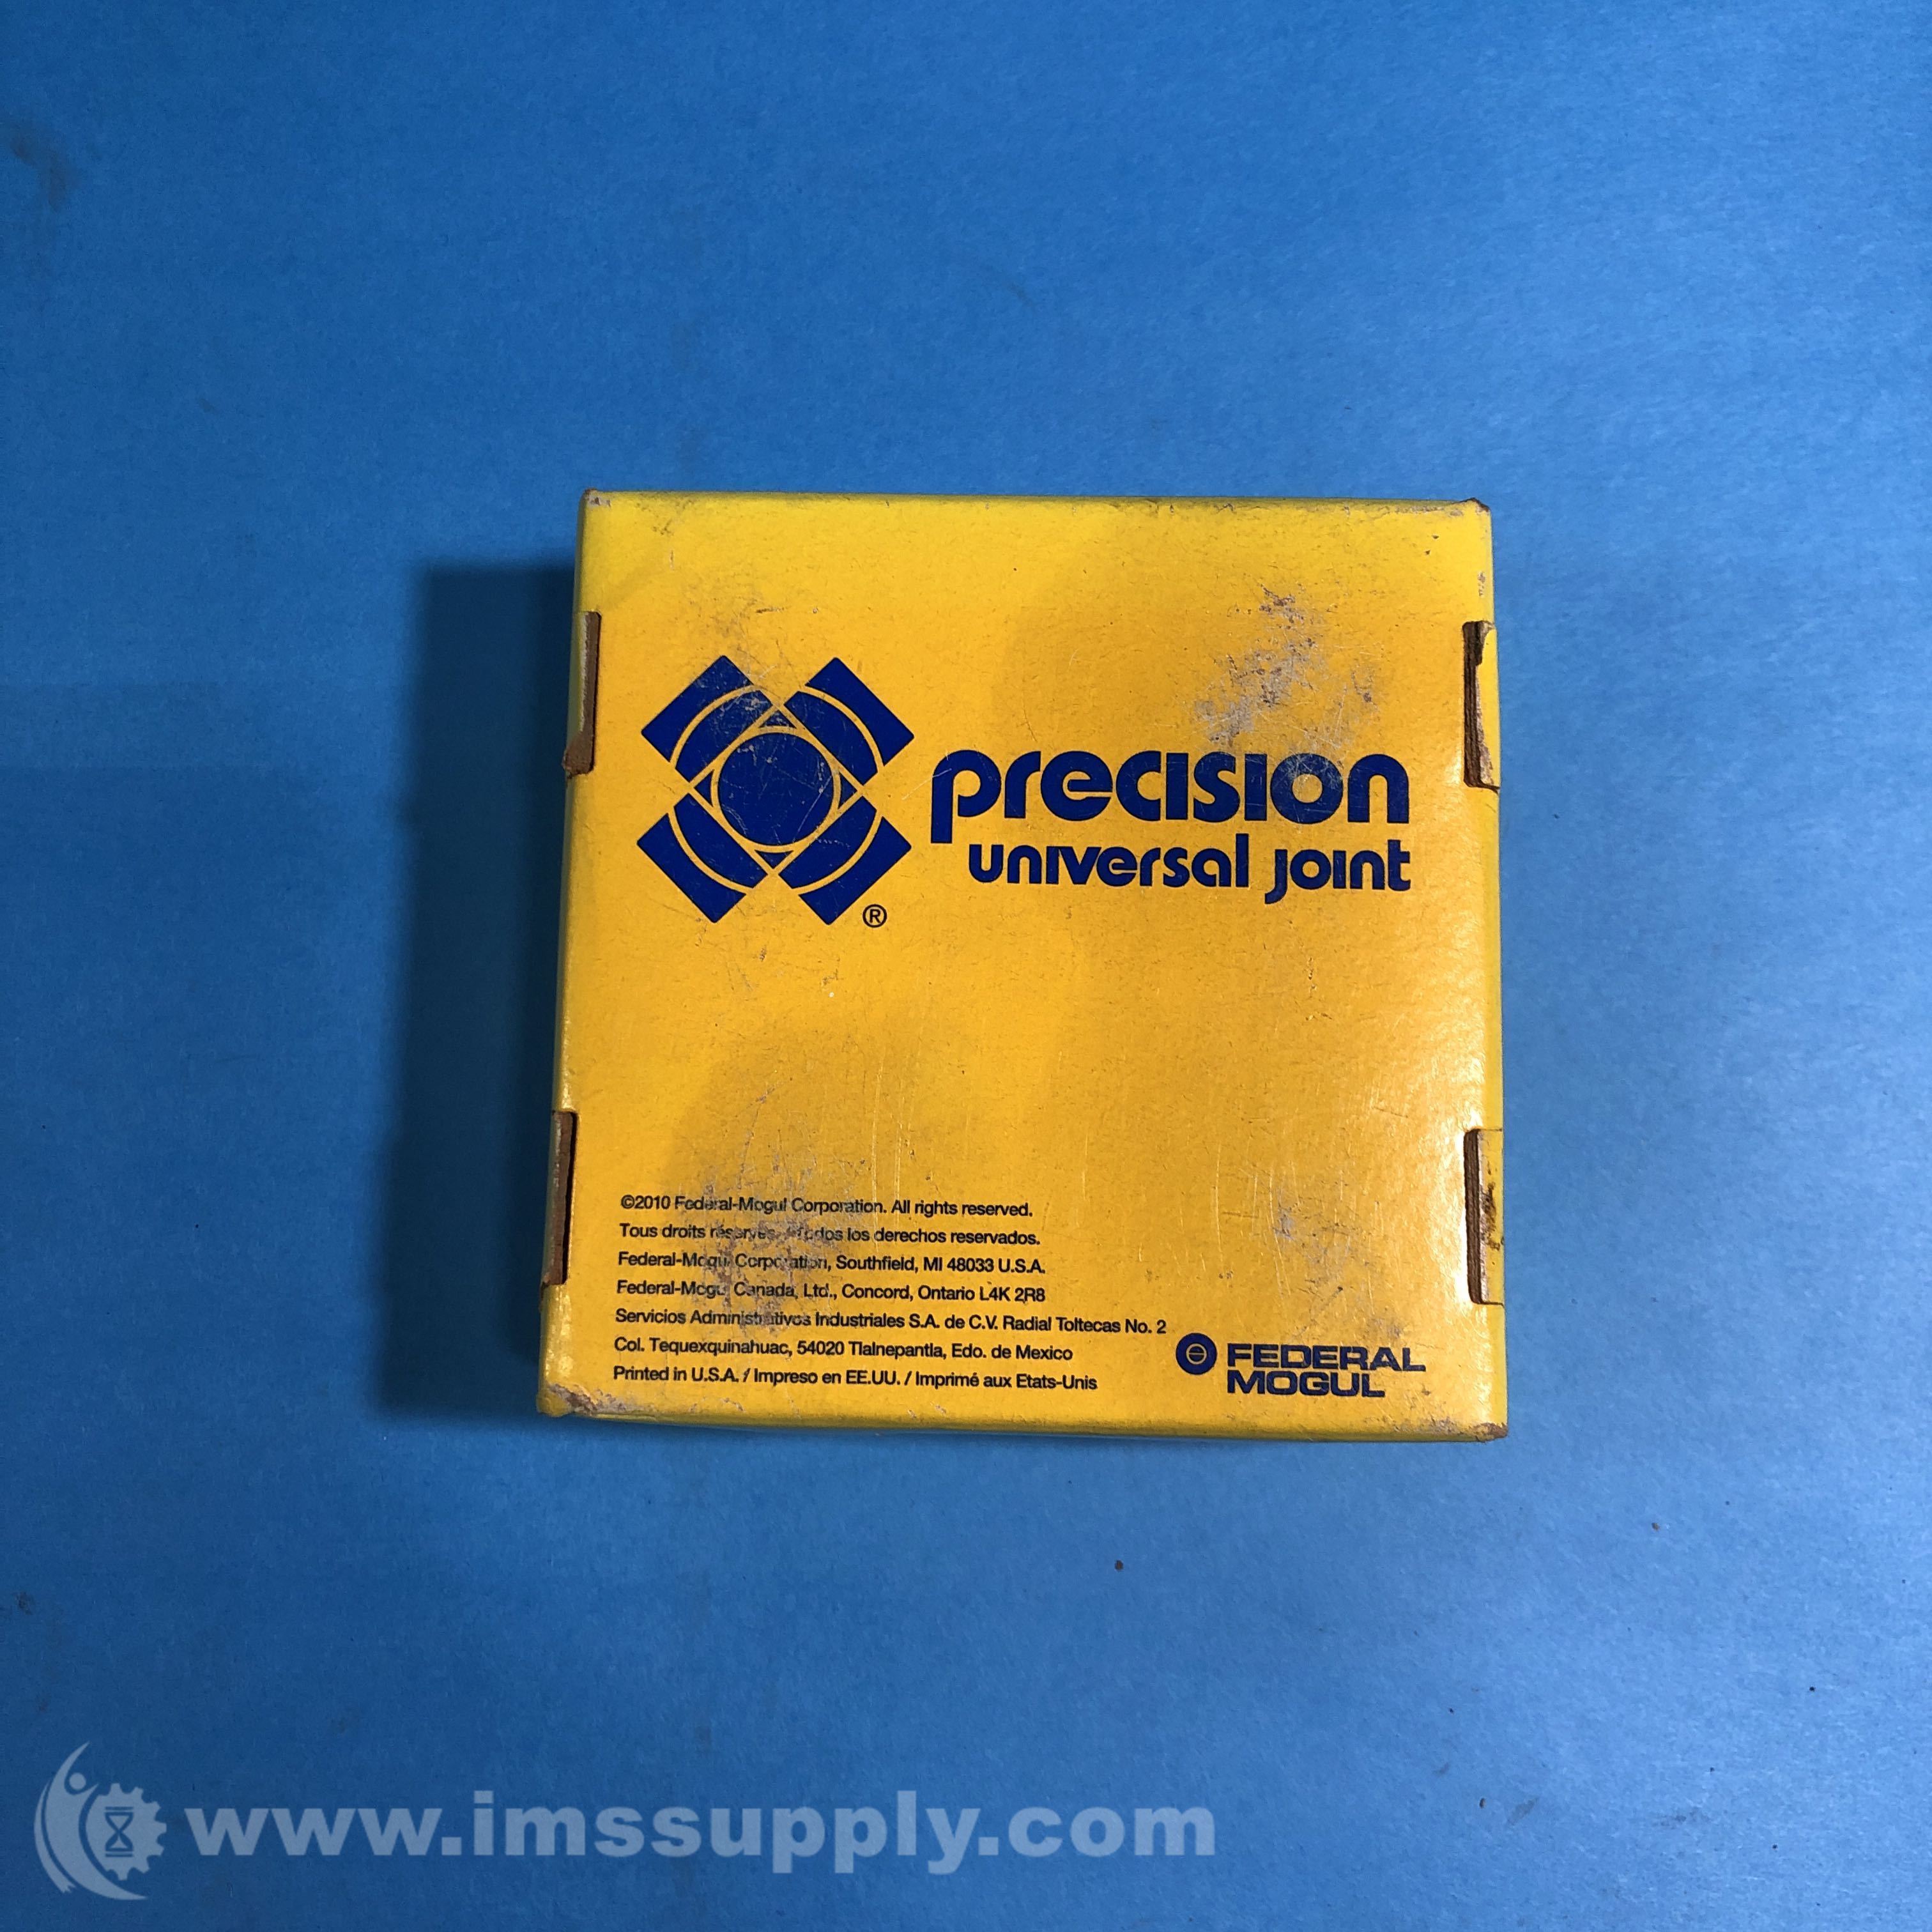 precision
universal joint
®
©2010 Federal-Mogul Corporation. All rights reserved.
Tous droits réservés. Todos los derechos reservados.
Federal-Mogul Corporation, Southfield, MI 48033 U.S.A.
Federal-Mogul Canada, Ltd., Concord, Ontario L4K 2R8
Servicios Administrativos Industriales S.A. de C.V. Radial Toltecas No. 2
Col. Tequexquinahuac, 54020 Tlalnepantla, Edo. de Mexico
Printed in U.S.A. / Impreso en EE.UU. / Imprimé aux Etats-Unis
FEDERAL
MOGUL
www.imssupply.com